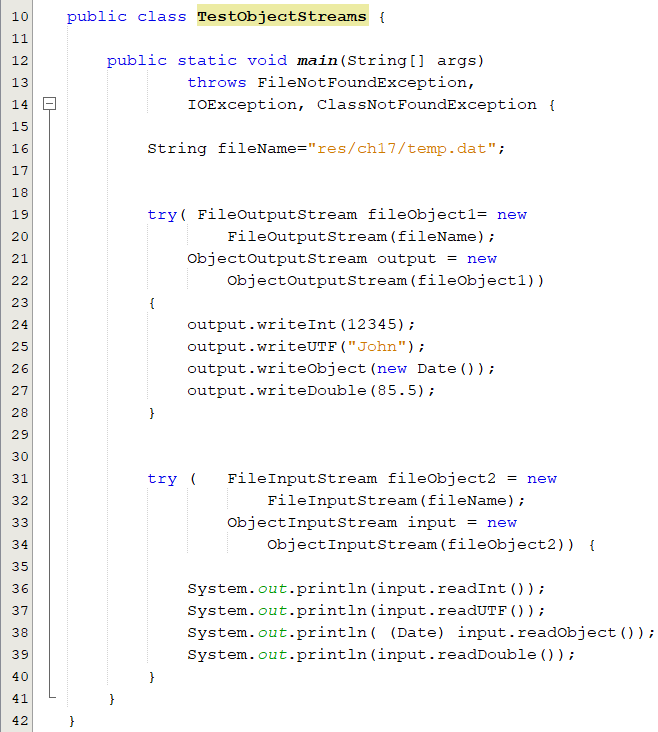 10 public class TestObjectStreams {
11
12 public static void main(String[] args)
13 throws FileNotFoundException,
14 IOException, ClassNotFoundException {
15
16 String fileName="res/ch17/temp.dat";
17
18
19 try( FileOutputStream fileObject1= new
20 FileOutputStream(fileName);
21 ObjectOutputStream output = new
22 ObjectOutputStream(fileObject1))
23 {
24 output.writeInt(12345);
25 output.writeUTF("John");
26 output.writeObject(new Date());
27 output.writeDouble(85.5);
28 }
29
30
31 try (   FileInputStream fileObject2 = new
32 FileInputStream(fileName);
33 ObjectInputStream input = new
34 ObjectInputStream(fileObject2)) {
35
36 System.out.println(input.readInt());
37 System.out.println(input.readUTF());
38 System.out.println( (Date) input.readObject());
39 System.out.println(input.readDouble());
40 }
41 }
42 }